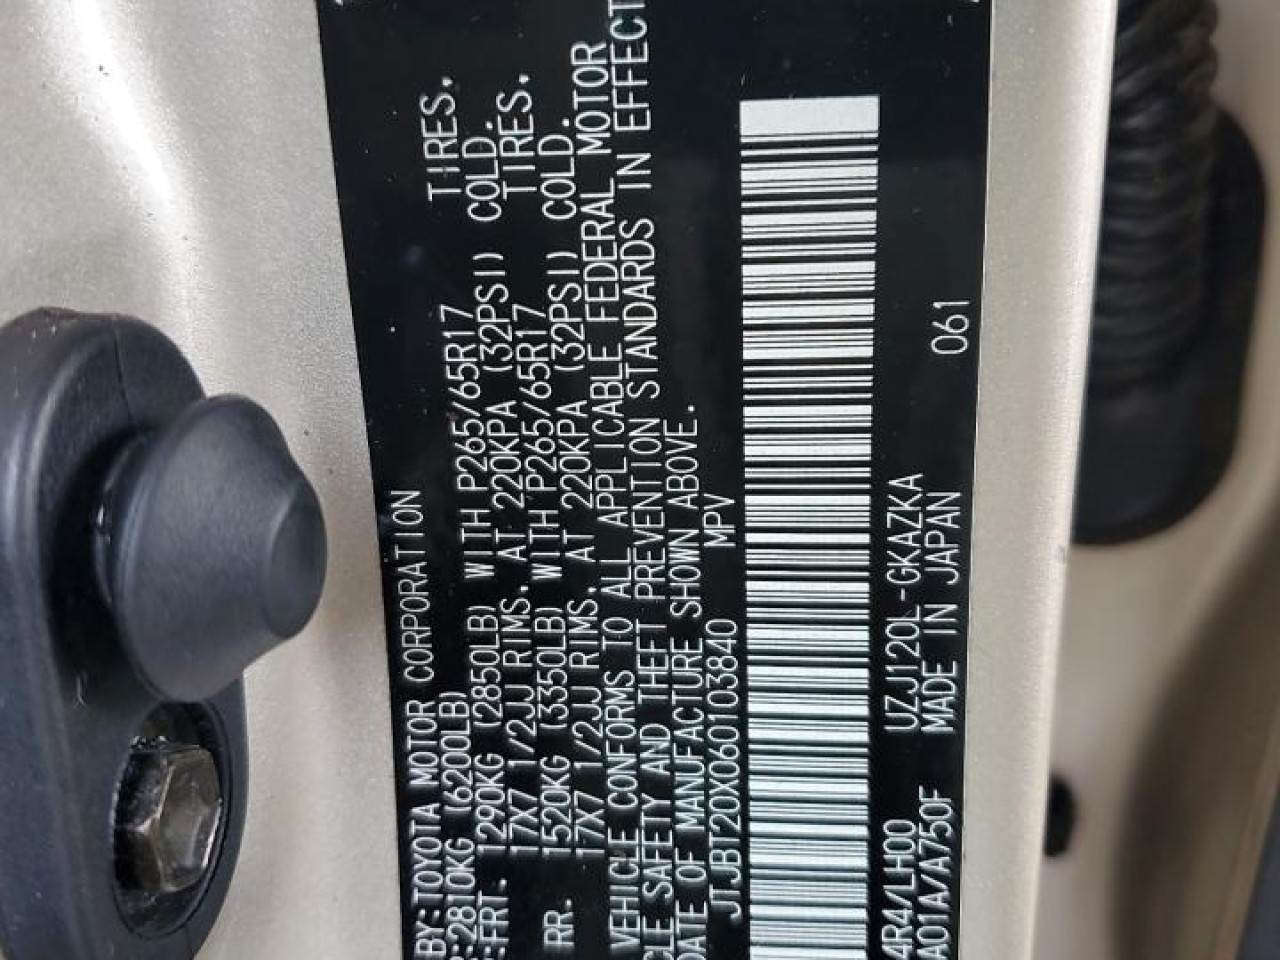 BY:TOYOTA MOTOR CORPORATION
:2810KG (6200LB)
:FRT. 1290KG (2850LB) WITH P265/65R17 TIRES,
17X7 1/2JJ RIMS, AT 220KPA (32PSI) COLD.
RR. 1520KG (3350LB) WITH P265/65R17 TIRES,
17X7 1/2JJ RIMS, AT 220KPA (32PSI) COLD.
VEHICLE CONFORMS TO ALL APPLICABLE FEDERAL MOTOR
CLE SAFETY AND THEFT PREVENTION STANDARDS IN EFFECT
DATE OF MANUFACTURE SHOWN ABOVE.
JTJBT20X060103840 MPV
4R4/LH00 UZJ120L-GKAZKA 061
A01A/A750F MADE IN JAPAN